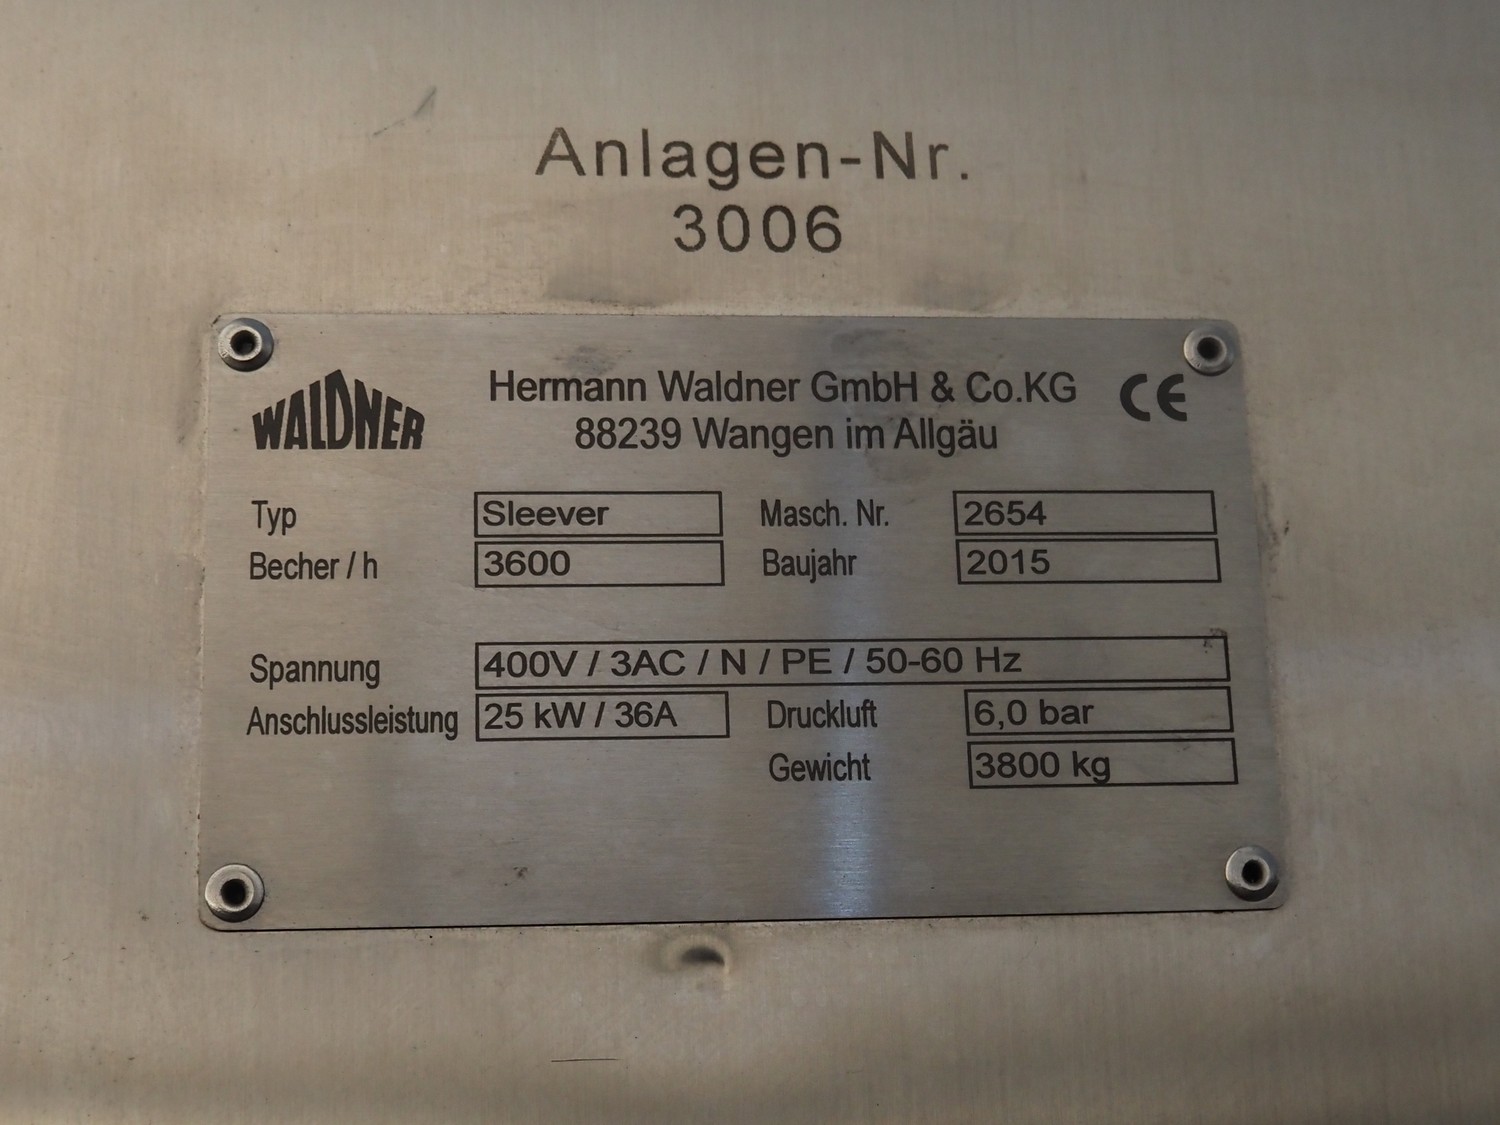 Anlagen-Nr.
3006
WALDNER
Hermann Waldner GmbH & Co.KG
88239 Wangen im Allgäu
CE
Typ Sleever Masch. Nr. 2654
Becher / h 3600 Baujahr 2015
Spannung 400V / 3AC / N / PE / 50-60 Hz
Anschlussleistung 25 kW / 36A Druckluft 6,0 bar
Gewicht 3800 kg